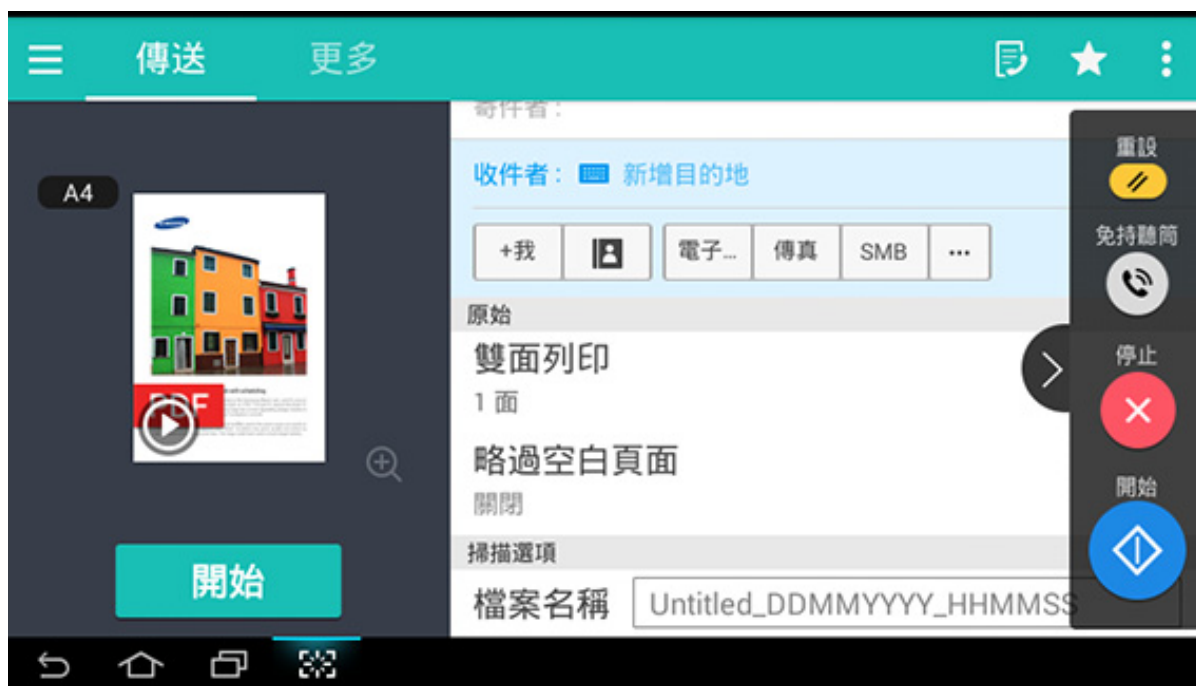 傳送
更多
寄件者 :
收件者 : 新增目的地
A4
+我
電子...
傳真
SMB
...
原始
雙面列印
1 面
略過空白頁面
關閉
掃描選項
檔案名稱 Untitled_DDMMYYYY_HHMMSS
PDF
開始
重設
免持聽筒
停止
開始